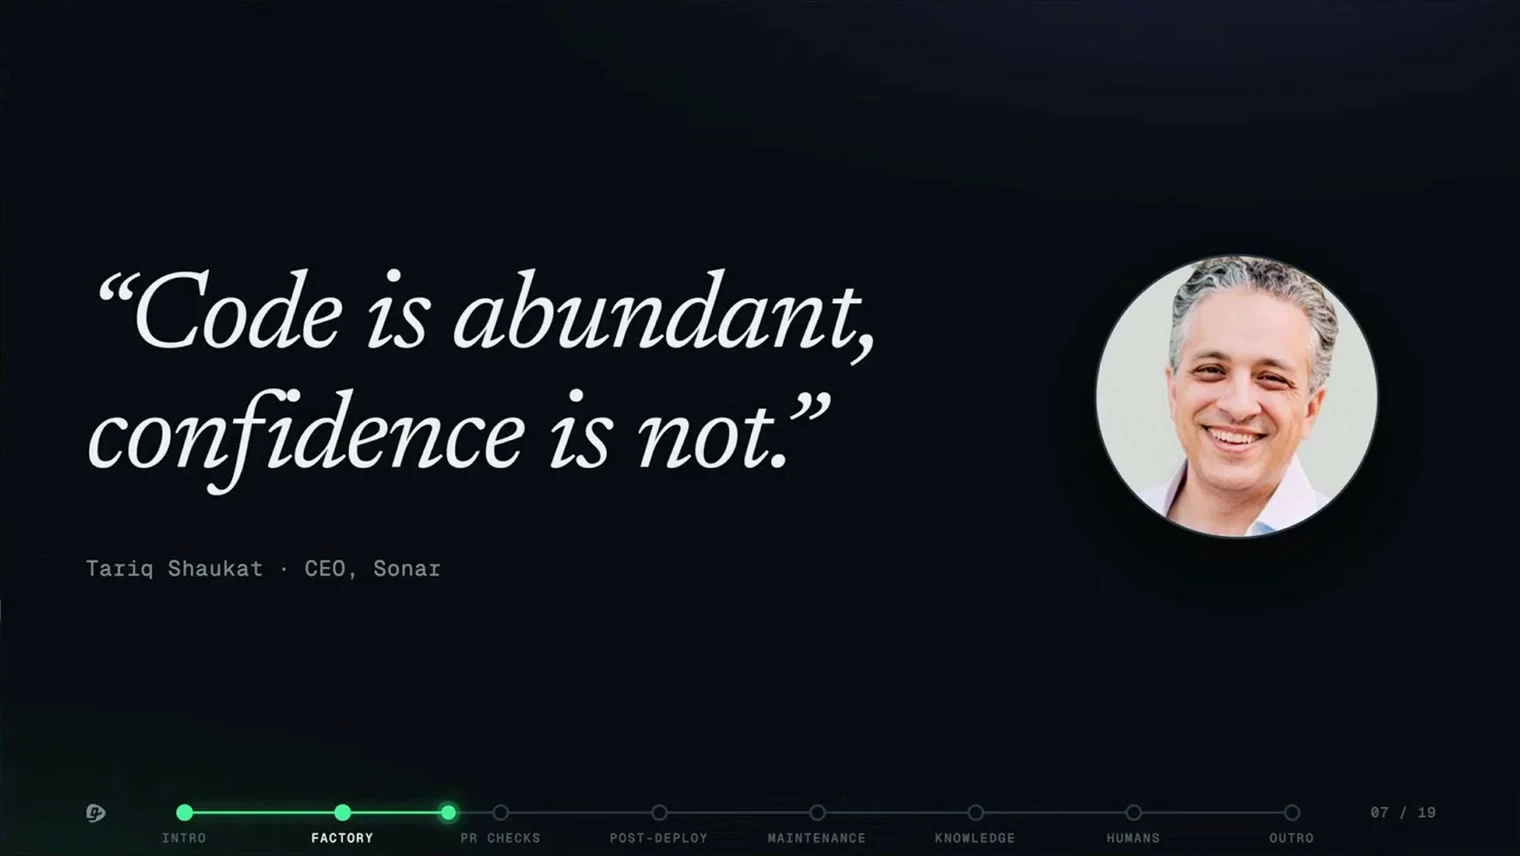 “Code is abundant,
confidence is not.”
Tariq Shaukat · CEO, Sonar
INTRO
FACTORY
PR CHECKS
POST-DEPLOY
MAINTENANCE
KNOWLEDGE
HUMANS
OUTRO
07 / 19